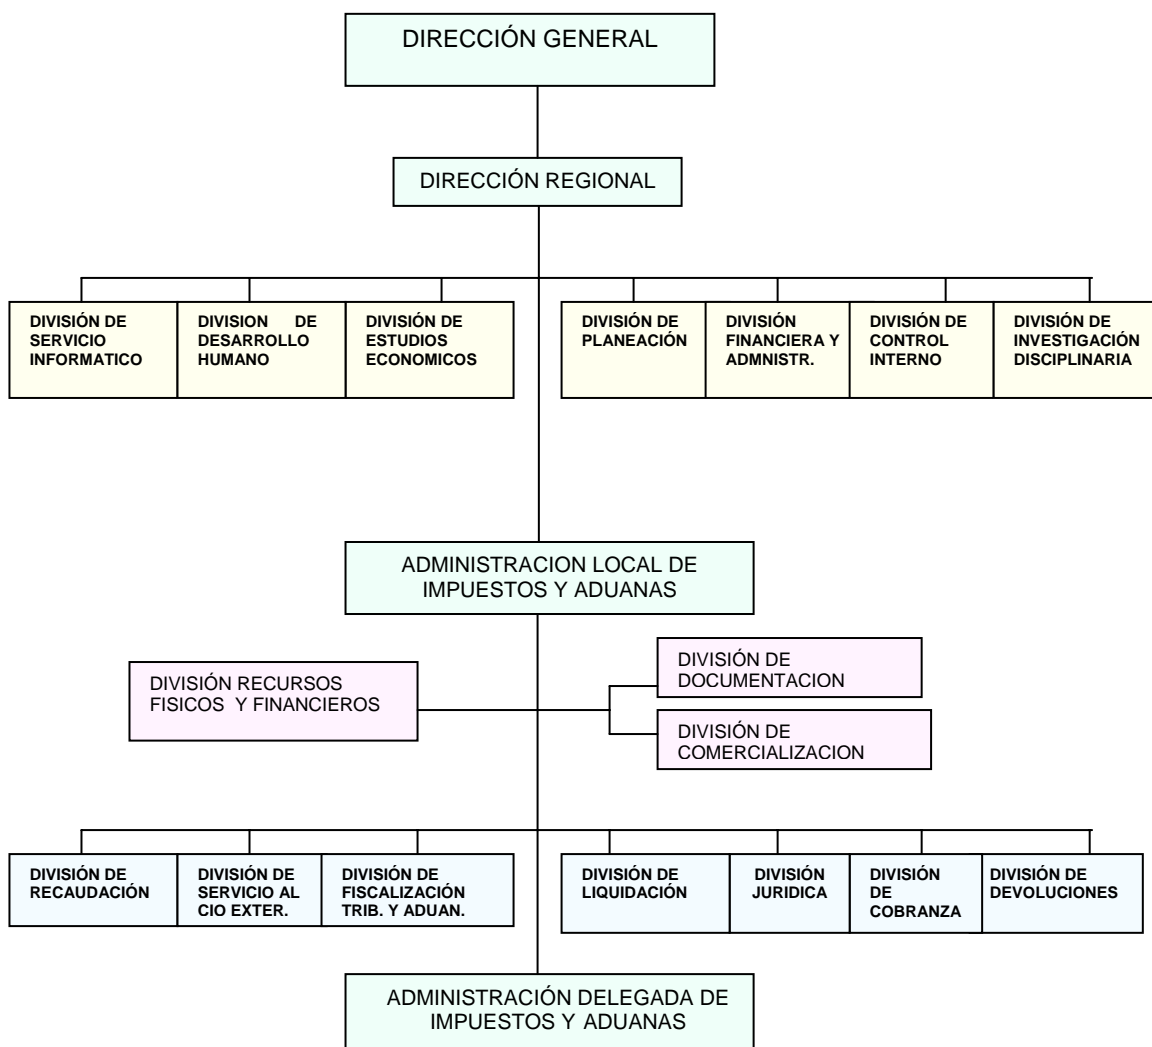 DIRECCIÓN GENERAL
DIRECCIÓN REGIONAL
DIVISIÓN DE
SERVICIO
INFORMATICO
DIVISION DE
DESARROLLO
HUMANO
DIVISIÓN DE
ESTUDIOS
ECONOMICOS
DIVISIÓN DE
PLANEACIÓN
DIVISIÓN
FINANCIERA Y
ADMNISTR.
DIVISIÓN DE
CONTROL
INTERNO
DIVISIÓN DE
INVESTIGACIÓN
DISCIPLINARIA
ADMINISTRACION LOCAL DE
IMPUESTOS Y ADUANAS
DIVISIÓN RECURSOS
FISICOS Y FINANCIEROS
DIVISIÓN DE
DOCUMENTACION
DIVISIÓN DE
COMERCIALIZACION
DIVISIÓN DE
RECAUDACIÓN
DIVISIÓN DE
SERVICIO AL
CIO EXTER.
DIVISIÓN DE
FISCALIZACIÓN
TRIB. Y ADUAN.
DIVISIÓN DE
LIQUIDACIÓN
DIVISIÓN
JURIDICA
DIVISIÓN
DE
COBRANZA
DIVISIÓN DE
DEVOLUCIONES
ADMINISTRACIÓN DELEGADA DE
IMPUESTOS Y ADUANAS